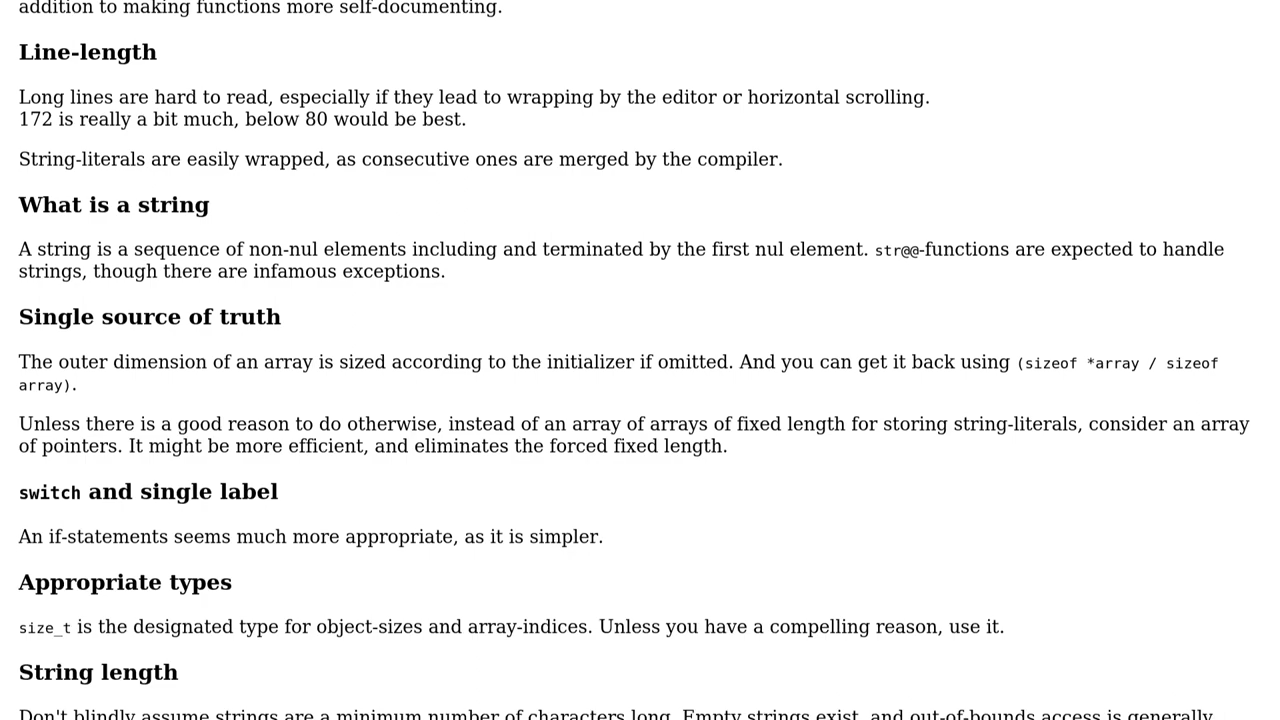 addition to making functions more self-documenting.
Line-length
Long lines are hard to read, especially if they lead to wrapping by the editor or horizontal scrolling.
172 is really a bit much, below 80 would be best.
String-literals are easily wrapped, as consecutive ones are merged by the compiler.
What is a string
A string is a sequence of non-nul elements including and terminated by the first nul element. str@@-functions are expected to handle
strings, though there are infamous exceptions.
Single source of truth
The outer dimension of an array is sized according to the initializer if omitted. And you can get it back using (sizeof *array / sizeof
array).
Unless there is a good reason to do otherwise, instead of an array of arrays of fixed length for storing string-literals, consider an array
of pointers. It might be more efficient, and eliminates the forced fixed length.
switch and single label
An if-statements seems much more appropriate, as it is simpler.
Appropriate types
size_t is the designated type for object-sizes and array-indices. Unless you have a compelling reason, use it.
String length
Don't blindly assume strings are a minimum number of characters long. Empty strings exist, and out-of-bounds access is generally